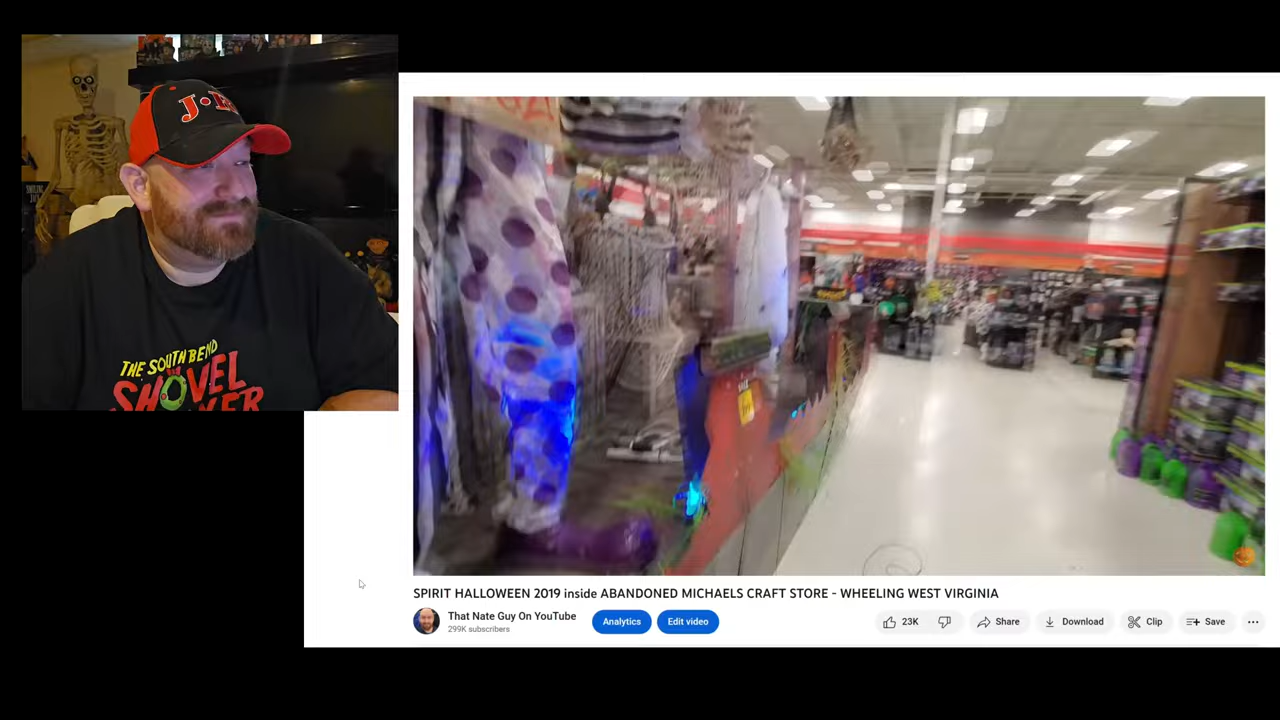 THE SOUTH BEND
SHOVEL
SPIRIT HALLOWEEN 2019 inside ABANDONED MICHAELS CRAFT STORE - WHEELING WEST VIRGINIA
That Nate Guy On YouTube
299K subscribers
Analytics
Edit video
23K
Share
Download
Clip
Save